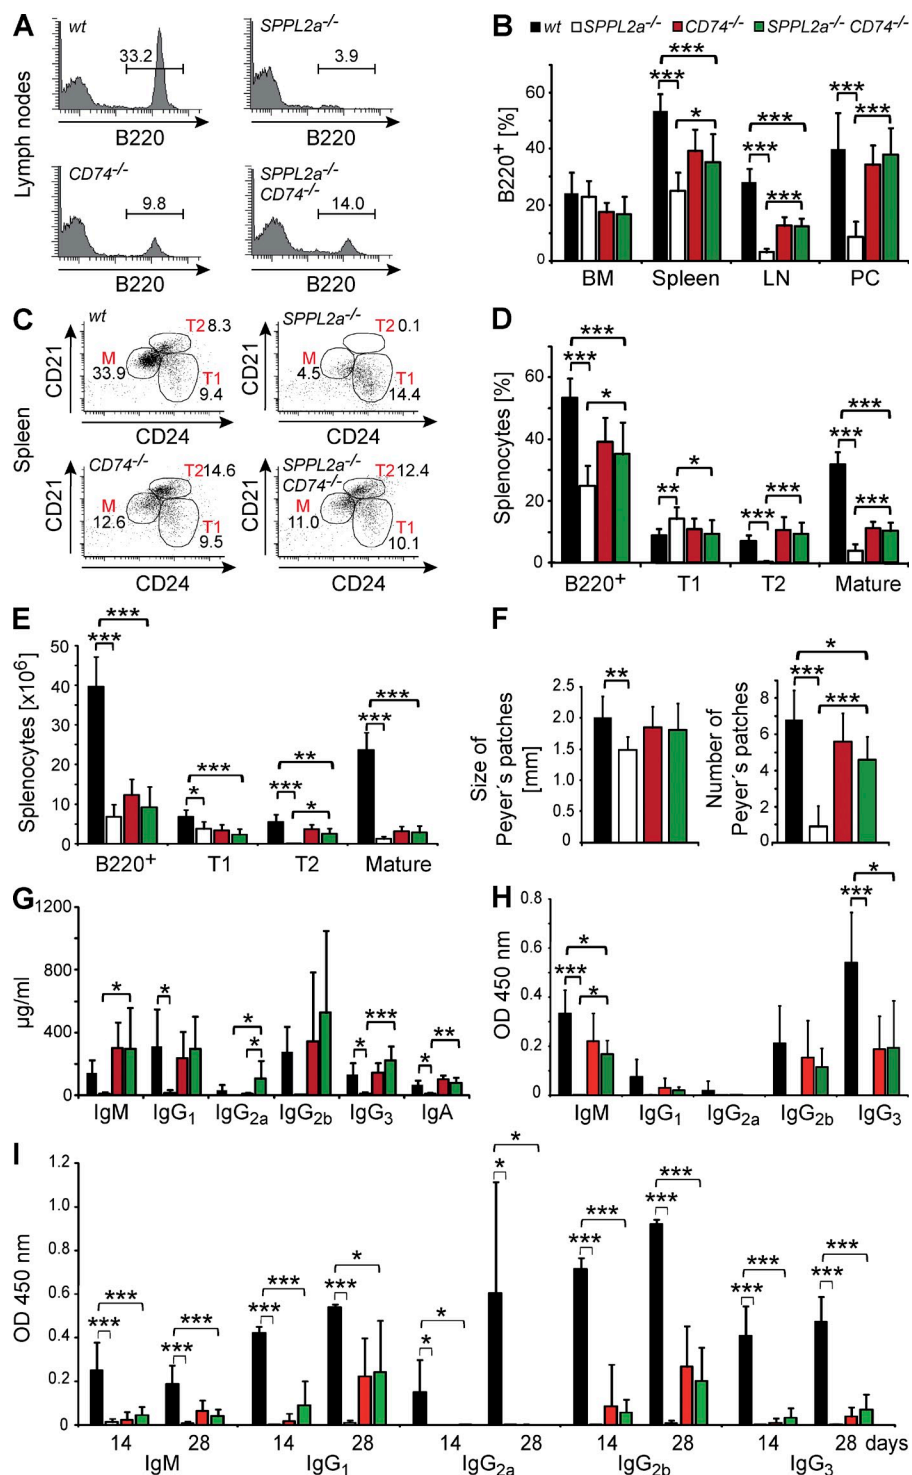 A
Lymph nodes
wt
33.2
B220
SPPL2a-/-
3.9
B220
CD74-/-
9.8
B220
SPPL2a-/-
CD74-/-
14.0
B220
B
wt SPPL2a-/- CD74-/- SPPL2a-/- CD74-/-
B220+ [%]
60
40
20
0
*** *** *** ***
*** * *** *** *** ***
BM Spleen LN PC
C
Spleen
wt
T2 8.3
M
33.9
T1
9.4
CD21
CD24
SPPL2a-/-
T2 0.1
M
4.5
T1
14.4
CD21
CD24
CD74-/-
T2 14.6
M
12.6
T1
9.5
CD21
CD24
SPPL2a-/-
CD74-/-
T2 12.4
M
11.0
T1
10.1
CD21
CD24
D
Splenocytes [%]
60
40
20
0
***
*** * ** * *** *** *** *** ***
B220+ T1 T2 Mature
E
Splenocytes [x10⁶]
50
40
30
20
10
0
***
*** *** * ** *** * *** ***
B220+ T1 T2 Mature
F
Size of
Peyer´s patches
[mm]
2.5
2.0
1.5
1.0
0.5
0
**
Number of
Peyer´s patches
8
6
4
2
0
*
***
***
G
µg/ml
1200
800
400
0
* * * * * *** ** *
IgM IgG1 IgG2a IgG2b IgG3 IgA
H
OD 450 nm
0.8
0.6
0.4
0.2
0
*
***
*
*
***
IgM IgG1 IgG2a IgG2b IgG3
I
OD 450 nm
1.2
1.0
0.8
0.6
0.4
0.2
0
*** *** *** * * * *** *** *** ***
*** *** *** *** * * *** *** *** ***
14 28 14 28 14 28 14 28 14 28 days
IgM IgG1 IgG2a IgG2b IgG3